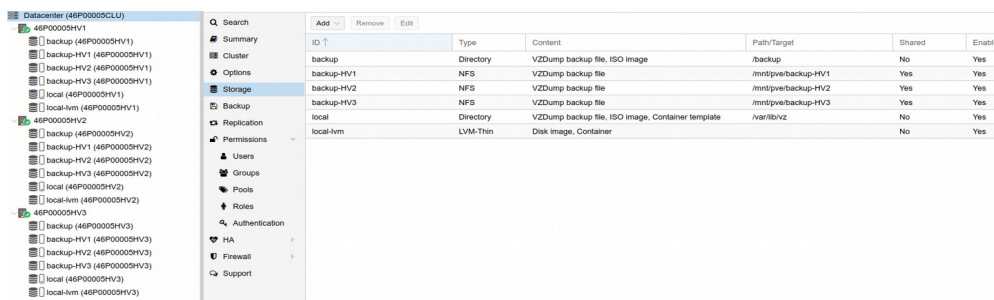 Datacenter (46P00005CLU)
46P00005HV1
backup (46P00005HV1)
backup-HV1 (46P00005HV1)
backup-HV2 (46P00005HV1)
backup-HV3 (46P00005HV1)
local (46P00005HV1)
local-lvm (46P00005HV1)
46P00005HV2
backup (46P00005HV2)
backup-HV1 (46P00005HV2)
backup-HV2 (46P00005HV2)
backup-HV3 (46P00005HV2)
local (46P00005HV2)
local-lvm (46P00005HV2)
46P00005HV3
backup (46P00005HV3)
backup-HV1 (46P00005HV3)
backup-HV2 (46P00005HV3)
backup-HV3 (46P00005HV3)
local (46P00005HV3)
local-lvm (46P00005HV3)
Search
Summary
Cluster
Options
Storage
Backup
Replication
Permissions
Users
Groups
Pools
Roles
Authentication
HA
Firewall
Support
Add Remove Edit
ID ↑ Type Content Path/Target Shared Enabl
backup Directory VZDump backup file, ISO image /backup No Yes
backup-HV1 NFS VZDump backup file /mnt/pve/backup-HV1 Yes Yes
backup-HV2 NFS VZDump backup file /mnt/pve/backup-HV2 Yes Yes
backup-HV3 NFS VZDump backup file /mnt/pve/backup-HV3 Yes Yes
local Directory VZDump backup file, ISO image, Container template /var/lib/vz No Yes
local-lvm LVM-Thin Disk image, Container No Yes